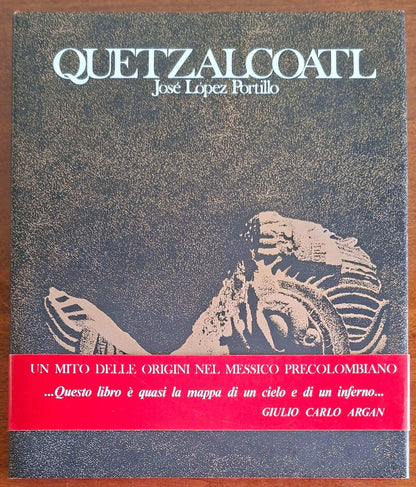 QUETZALCOATL
José López Portillo
UN MITO DELLE ORIGINI NEL MESSICO PRECOLOMBIANO
...Questo libro è quasi la mappa di un cielo e di un inferno...
GIULIO CARLO ARGAN